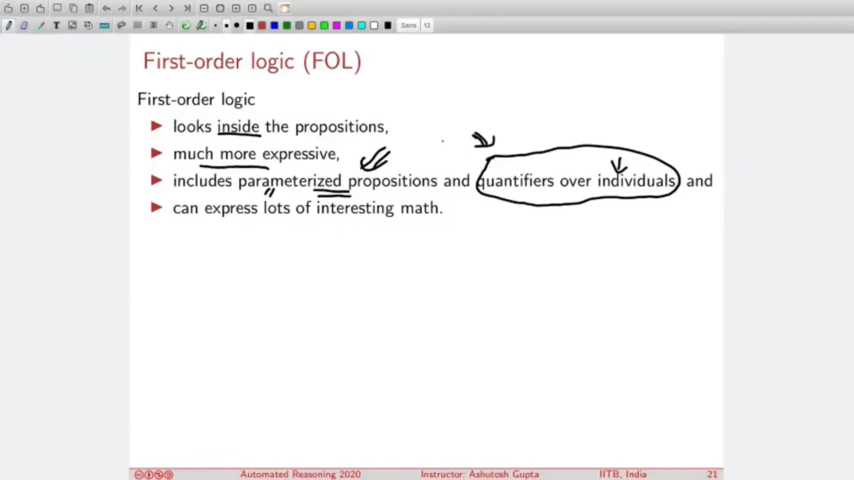 Sans 12
First-order logic (FOL)
First-order logic
▶ looks inside the propositions,
▶ much more expressive,
▶ includes parameterized propositions and quantifiers over individuals and
▶ can express lots of interesting math.
Automated Reasoning 2020 Instructor: Ashutosh Gupta IITB, India 21